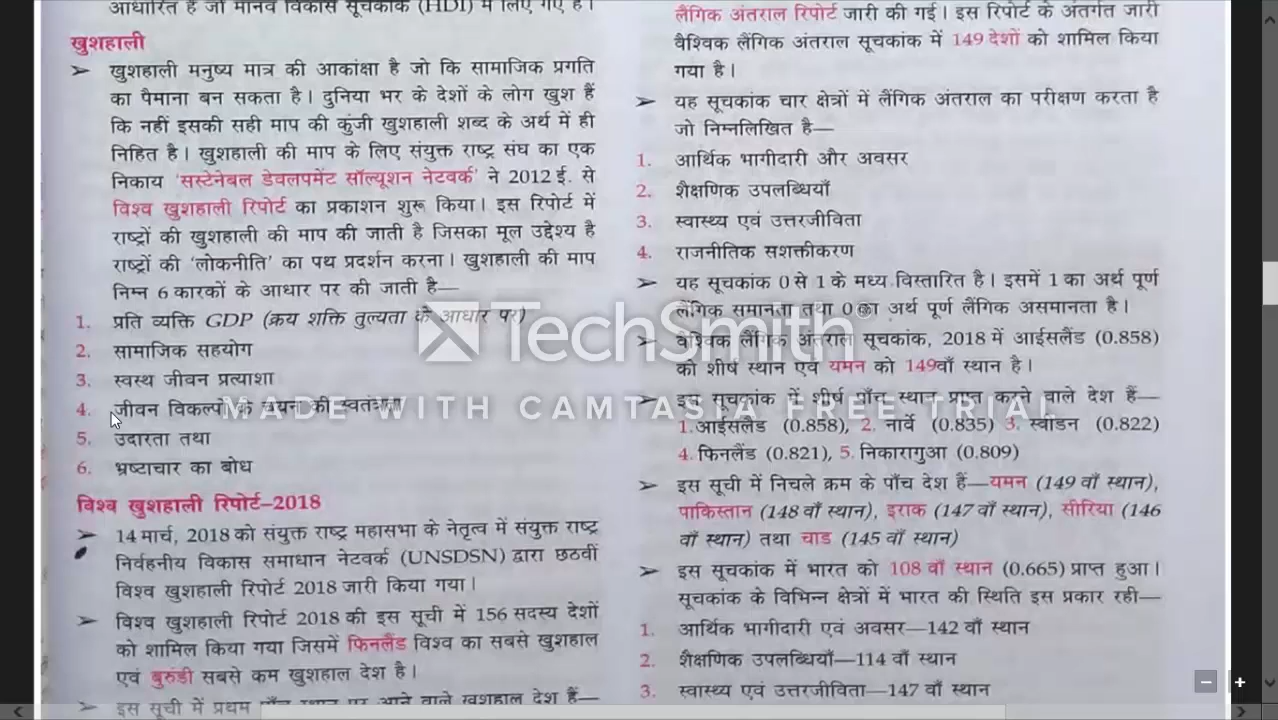 आधारित है जो मानव विकास सूचकांक (HDI) में लिए गए हैं।
खुशहाली
➢ खुशहाली मनुष्य मात्र की आकांक्षा है जो कि सामाजिक प्रगति
का पैमाना बन सकता है। दुनिया भर के देशों के लोग खुश हैं
कि नहीं इसकी सही माप की कुंजी खुशहाली शब्द के अर्थ में ही
निहित है। खुशहाली की माप के लिए संयुक्त राष्ट्र संघ का एक
निकाय 'सस्टेनेबल डेवलपमेंट सॉल्यूशन नेटवर्क' ने 2012 ई. से
विश्व खुशहाली रिपोर्ट का प्रकाशन शुरू किया। इस रिपोर्ट में
राष्ट्रों की खुशहाली की माप की जाती है जिसका मूल उद्देश्य है
राष्ट्रों की 'लोकनीति' का पथ प्रदर्शन करना। खुशहाली की माप
निम्न 6 कारकों के आधार पर की जाती है—
1. प्रति व्यक्ति GDP (क्रय शक्ति तुल्यता के आधार पर)
2. सामाजिक सहयोग
3. स्वस्थ जीवन प्रत्याशा
4. जीवन विकल्पों के चयन की स्वतंत्रता
5. उदारता तथा
6. भ्रष्टाचार का बोध
विश्व खुशहाली रिपोर्ट–2018
➢ 14 मार्च, 2018 को संयुक्त राष्ट्र महासभा के नेतृत्व में संयुक्त राष्ट्र
निर्वहनीय विकास समाधान नेटवर्क (UNSDSN) द्वारा छठवीं
विश्व खुशहाली रिपोर्ट 2018 जारी किया गया।
➢ विश्व खुशहाली रिपोर्ट 2018 की इस सूची में 156 सदस्य देशों
को शामिल किया गया जिसमें फिनलैंड विश्व का सबसे खुशहाल
एवं बुरुंडी सबसे कम खुशहाल देश है।
➢ इस सूची में प्रथम पाँच स्थान पर आने वाले खुशहाल देश हैं—
लैंगिक अंतराल रिपोर्ट जारी की गई। इस रिपोर्ट के अंतर्गत जारी
वैश्विक लैंगिक अंतराल सूचकांक में 149 देशों को शामिल किया
गया है।
➢ यह सूचकांक चार क्षेत्रों में लैंगिक अंतराल का परीक्षण करता है
जो निम्नलिखित है—
1. आर्थिक भागीदारी और अवसर
2. शैक्षणिक उपलब्धियाँ
3. स्वास्थ्य एवं उत्तरजीविता
4. राजनीतिक सशक्तीकरण
➢ यह सूचकांक 0 से 1 के मध्य विस्तारित है। इसमें 1 का अर्थ पूर्ण
लैंगिक समानता तथा 0 का अर्थ पूर्ण लैंगिक असमानता है।
➢ वैश्विक लैंगिक अंतराल सूचकांक, 2018 में आईसलैंड (0.858)
को शीर्ष स्थान एवं यमन को 149वाँ स्थान है।
➢ इस सूचकांक में शीर्ष पाँच स्थान प्राप्त करने वाले देश हैं—
1.आईसलैंड (0.858), 2. नार्वे (0.835) 3. स्वीडन (0.822)
4. फिनलैंड (0.821), 5. निकारागुआ (0.809)
➢ इस सूची में निचले क्रम के पाँच देश हैं—यमन (149 वाँ स्थान),
पाकिस्तान (148 वाँ स्थान), इराक (147 वाँ स्थान), सीरिया (146
वाँ स्थान) तथा चाड (145 वाँ स्थान)
➢ इस सूचकांक में भारत को 108 वाँ स्थान (0.665) प्राप्त हुआ।
सूचकांक के विभिन्न क्षेत्रों में भारत की स्थिति इस प्रकार रही—
1. आर्थिक भागीदारी एवं अवसर—142 वाँ स्थान
2. शैक्षणिक उपलब्धियाँ—114 वाँ स्थान
3. स्वास्थ्य एवं उत्तरजीविता—147 वाँ स्थान
TechSmith
MADE WITH CAMTASIA FREE TRIAL